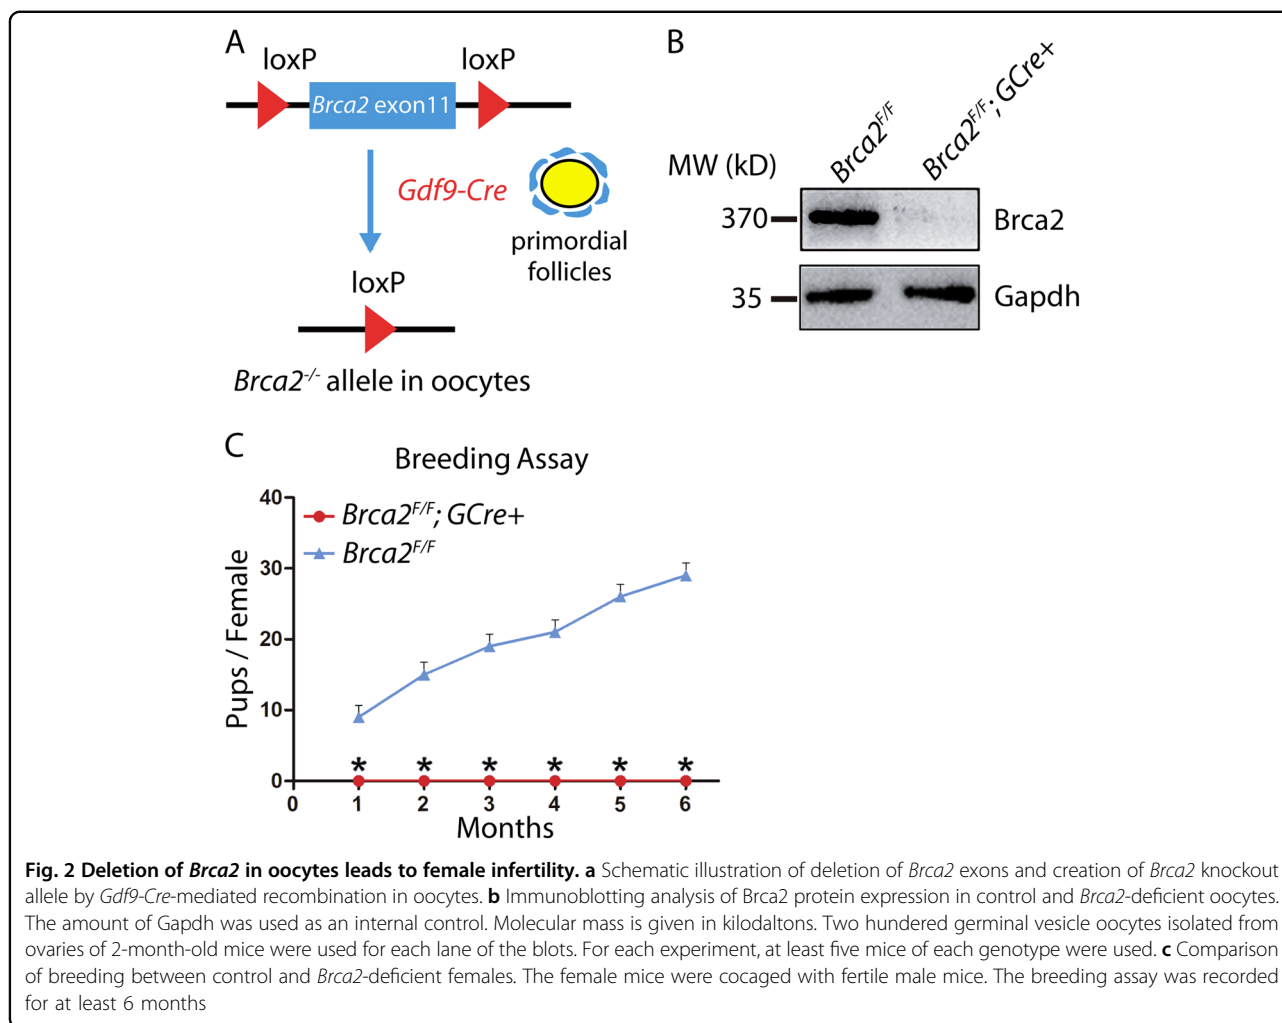 A
loxP
loxP
Brca2 exon11
Gdf9-Cre
primordial
follicles
loxP
Brca2-/- allele in oocytes
B
Brca2F/F
Brca2F/F; GCre+
MW (kD)
370
Brca2
35
Gapdh
C
Breeding Assay
40
30
20
10
0
Pups / Female
Brca2F/F; GCre+
Brca2F/F
* * * * * *
0 1 2 3 4 5 6
Months
Fig. 2 Deletion of Brca2 in oocytes leads to female infertility. a Schematic illustration of deletion of Brca2 exons and creation of Brca2 knockout
allele by Gdf9-Cre-mediated recombination in oocytes. b Immunoblotting analysis of Brca2 protein expression in control and Brca2-deficient oocytes.
The amount of Gapdh was used as an internal control. Molecular mass is given in kilodaltons. Two hundered germinal vesicle oocytes isolated from
ovaries of 2-month-old mice were used for each lane of the blots. For each experiment, at least five mice of each genotype were used. c Comparison
of breeding between control and Brca2-deficient females. The female mice were cocaged with fertile male mice. The breeding assay was recorded
for at least 6 months